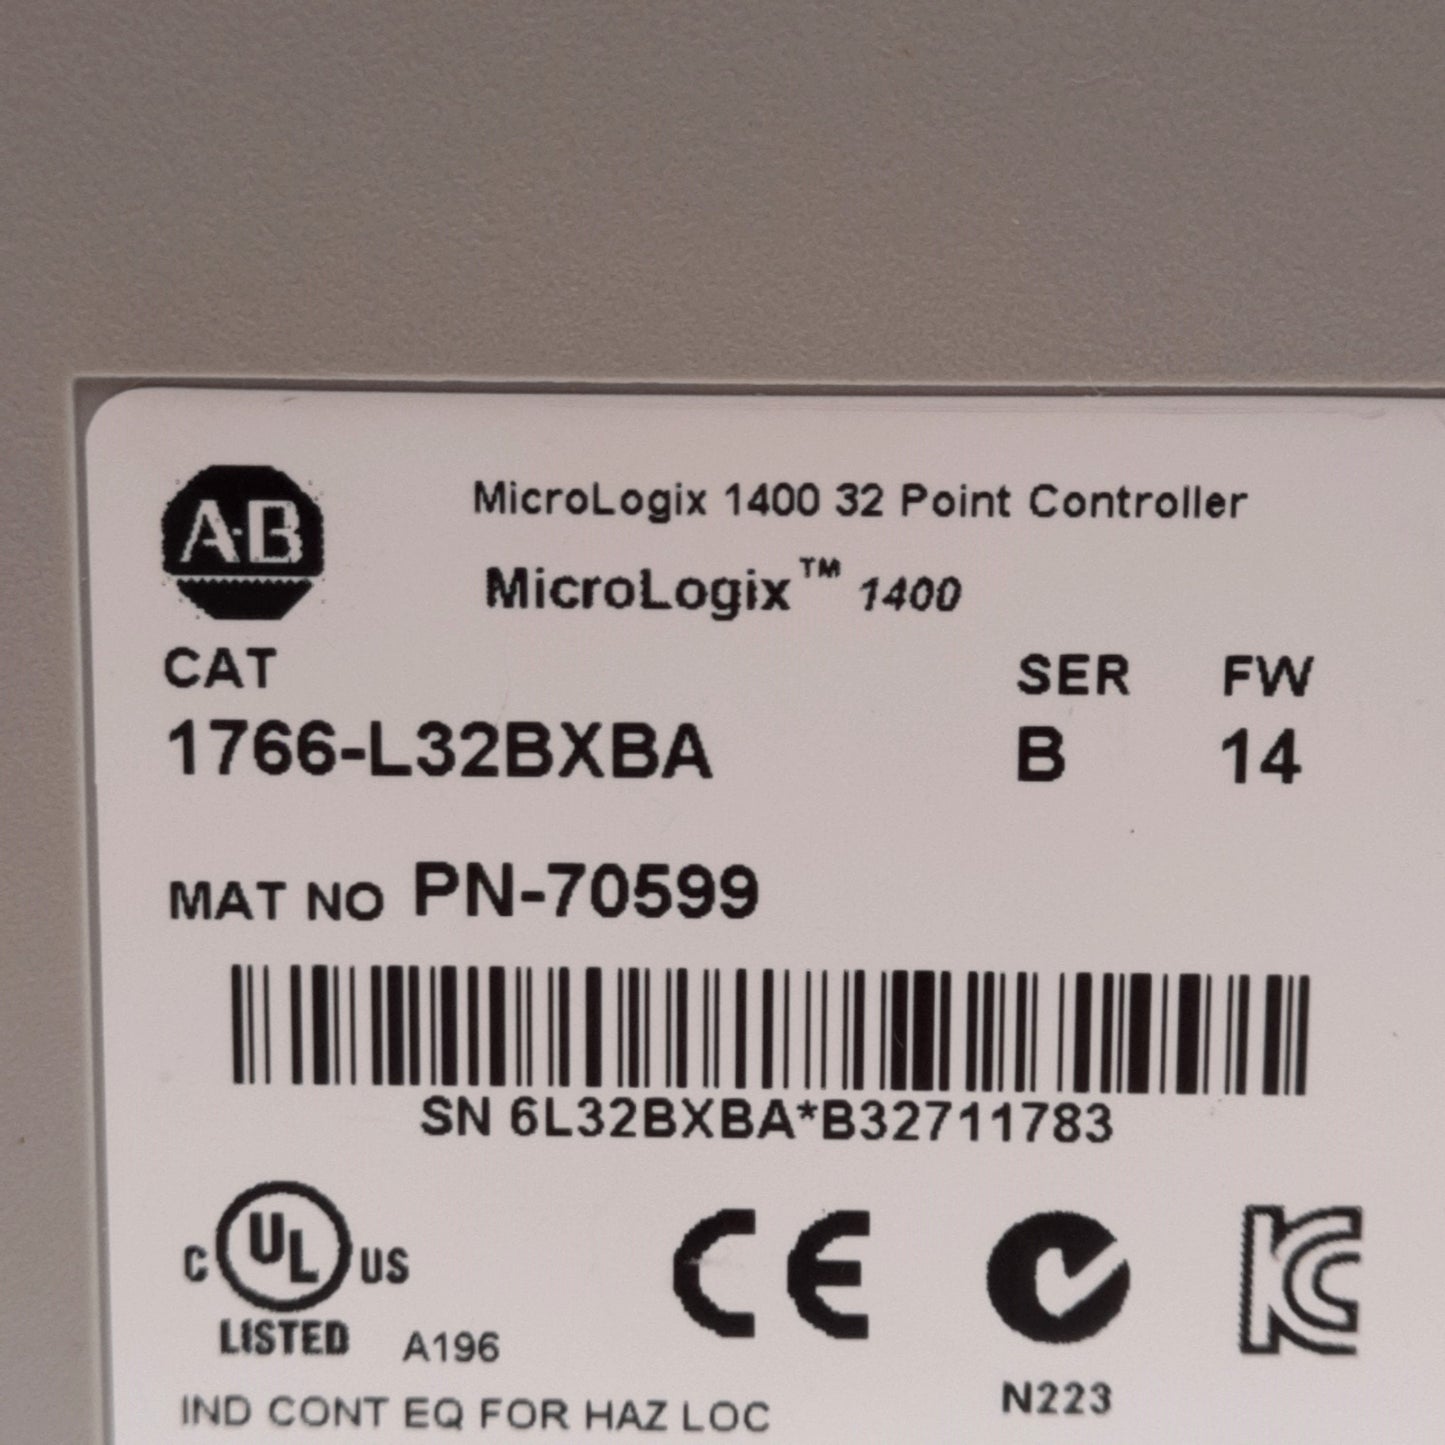 A·B
MicroLogix 1400 32 Point Controller
MicroLogix™ 1400
CAT SER FW
1766-L32BXBA B 14
MAT NO PN-70599
SN 6L32BXBA*B32711783
C UL US
LISTED A196
CE
KC
N223
IND CONT EQ FOR HAZ LOC